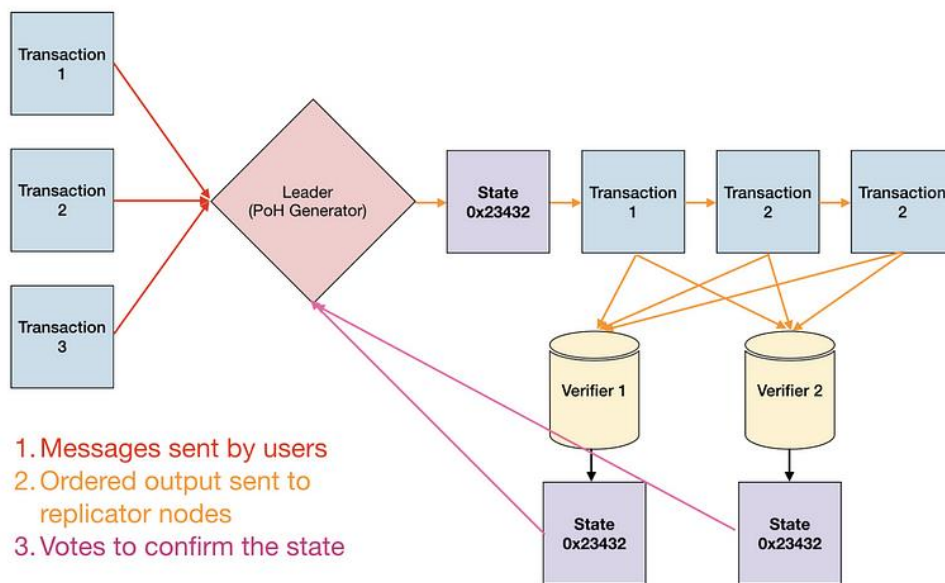 Transaction
1
Transaction
2
Transaction
3
Leader
(PoH Generator)
State
0x23432
Transaction
1
Transaction
2
Transaction
2
Verifier 1
Verifier 2
State
0x23432
State
0x23432
1. Messages sent by users
2. Ordered output sent to
replicator nodes
3. Votes to confirm the state